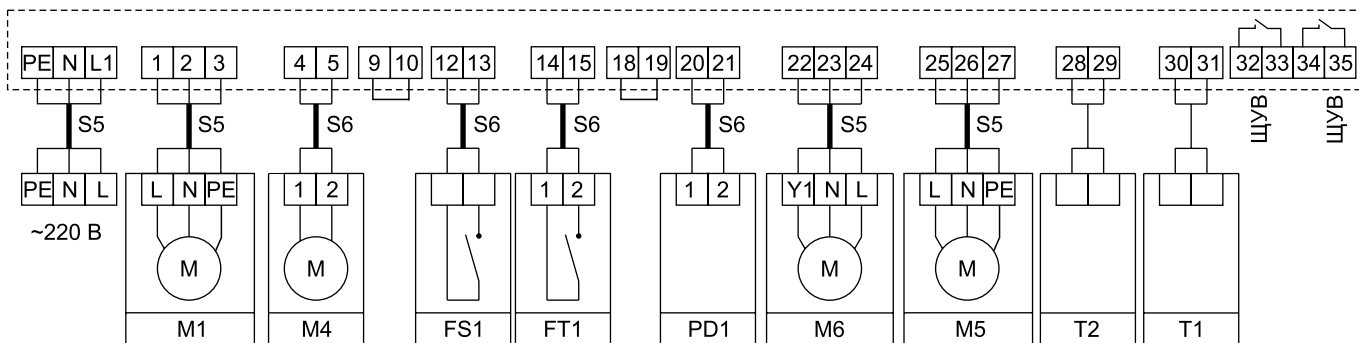 PE N L1 1 2 3 4 5 9 10 12 13 14 15 18 19 20 21 22 23 24 25 26 27 28 29 30 31 32 33 34 35
S5 S5 S6 S6 S6 S6 S5 S5 ЩУВ ЩУВ
PE N L L N PE 1 2 1 2 1 2 Y1 N L L N PE
~220 В
M M M M
M1 M4 FS1 FT1 PD1 M6 M5 T2 T1